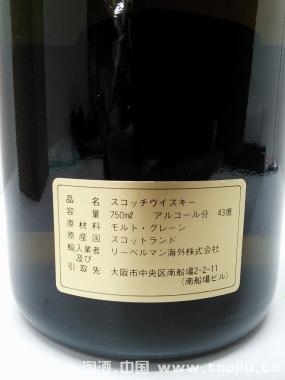 品名 スコッチウイスキー
容量 750ml アルコール分 43度
原材料 モルト・グレーン
原産国 スコットランド
輸入業者 リーベルマン海外株式会社
及び
引取先 大阪市中央区南船場2-2-11
(南船場ビル)
淘酒.中国 www.taojiu.cc